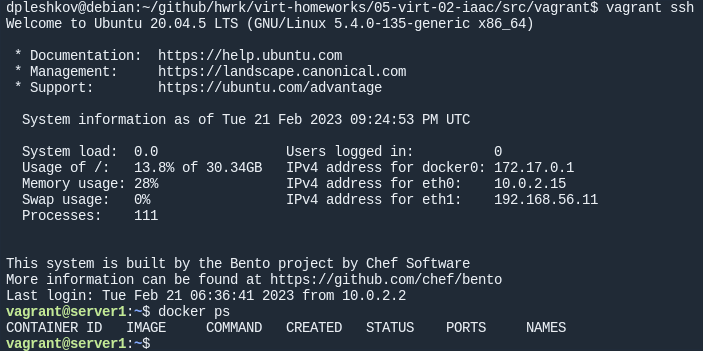 dpleshkov@debian:~/github/hwrk/virt-homeworks/05-virt-02-iaac/src/vagrant$ vagrant ssh
Welcome to Ubuntu 20.04.5 LTS (GNU/Linux 5.4.0-135-generic x86_64)

 * Documentation:  https://help.ubuntu.com
 * Management:     https://landscape.canonical.com
 * Support:        https://ubuntu.com/advantage

  System information as of Tue 21 Feb 2023 09:24:53 PM UTC

  System load:  0.0                Users logged in:          0
  Usage of /:   13.8% of 30.34GB   IPv4 address for docker0: 172.17.0.1
  Memory usage: 28%                IPv4 address for eth0:    10.0.2.15
  Swap usage:   0%                 IPv4 address for eth1:    192.168.56.11
  Processes:    111


This system is built by the Bento project by Chef Software
More information can be found at https://github.com/chef/bento
Last login: Tue Feb 21 06:36:41 2023 from 10.0.2.2
vagrant@server1:~$ docker ps
CONTAINER ID   IMAGE     COMMAND   CREATED   STATUS    PORTS     NAMES
vagrant@server1:~$